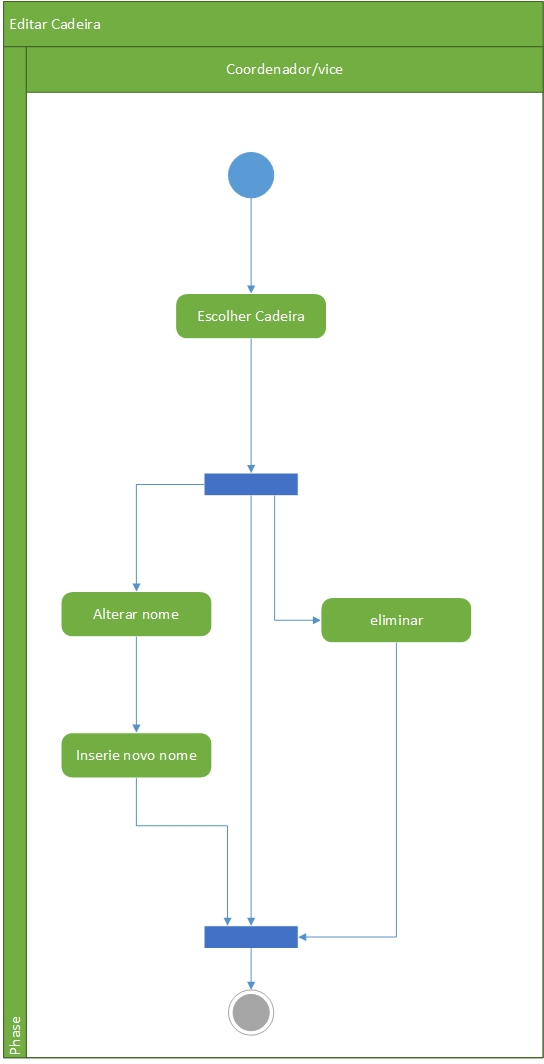 Editar Cadeira
Coordenador/vice
Escolher Cadeira
Alterar nome
eliminar
Inserie novo nome
Phase